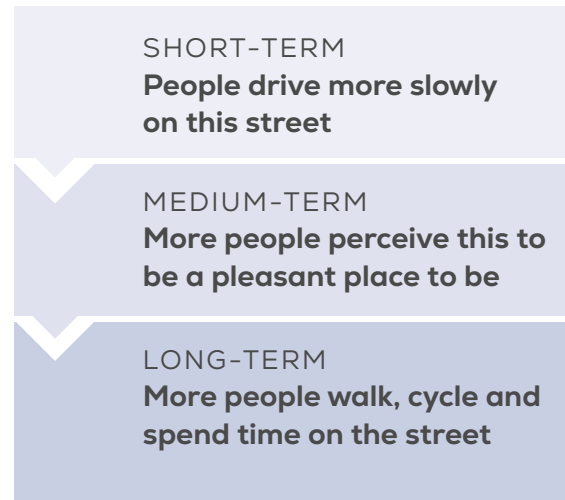 SHORT-TERM
People drive more slowly
on this street
MEDIUM-TERM
More people perceive this to
be a pleasant place to be
LONG-TERM
More people walk, cycle and
spend time on the street